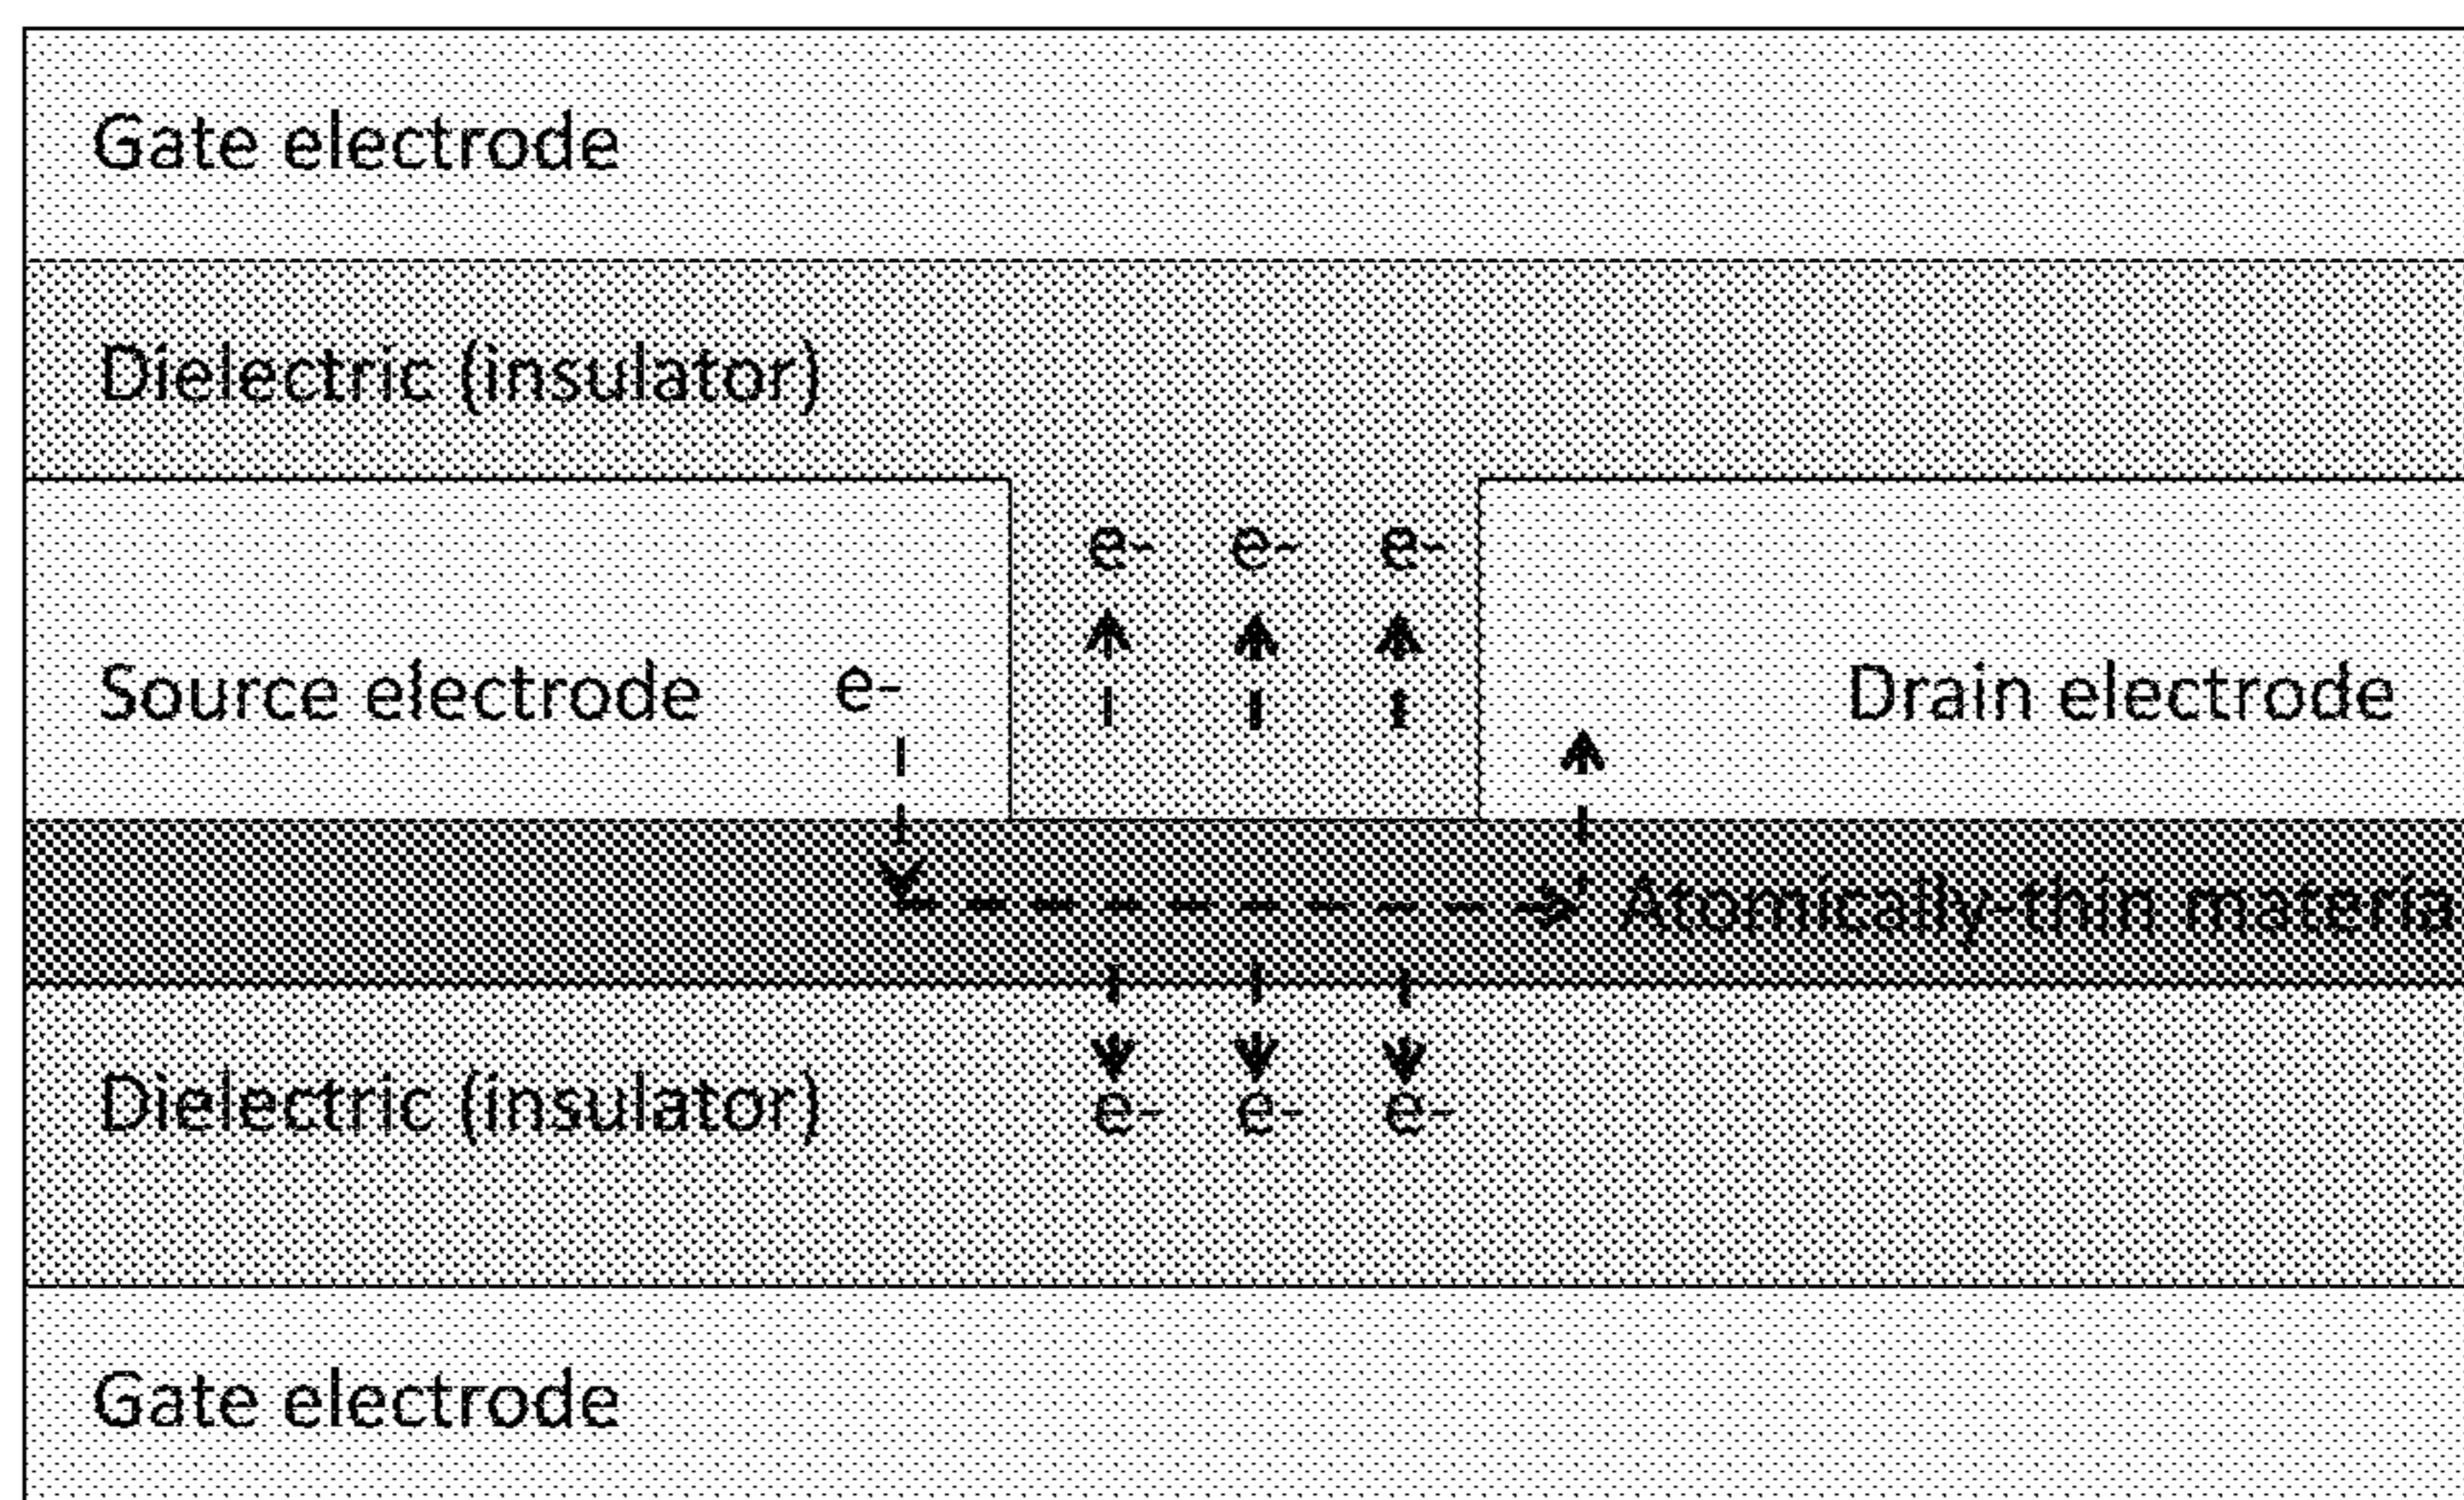 Gate electrode
Dielectric (insulator)
e- e- e-
Source electrode e- Drain electrode
Atomically-thin materia
Dielectric (insulator) e- e- e-
Gate electrode